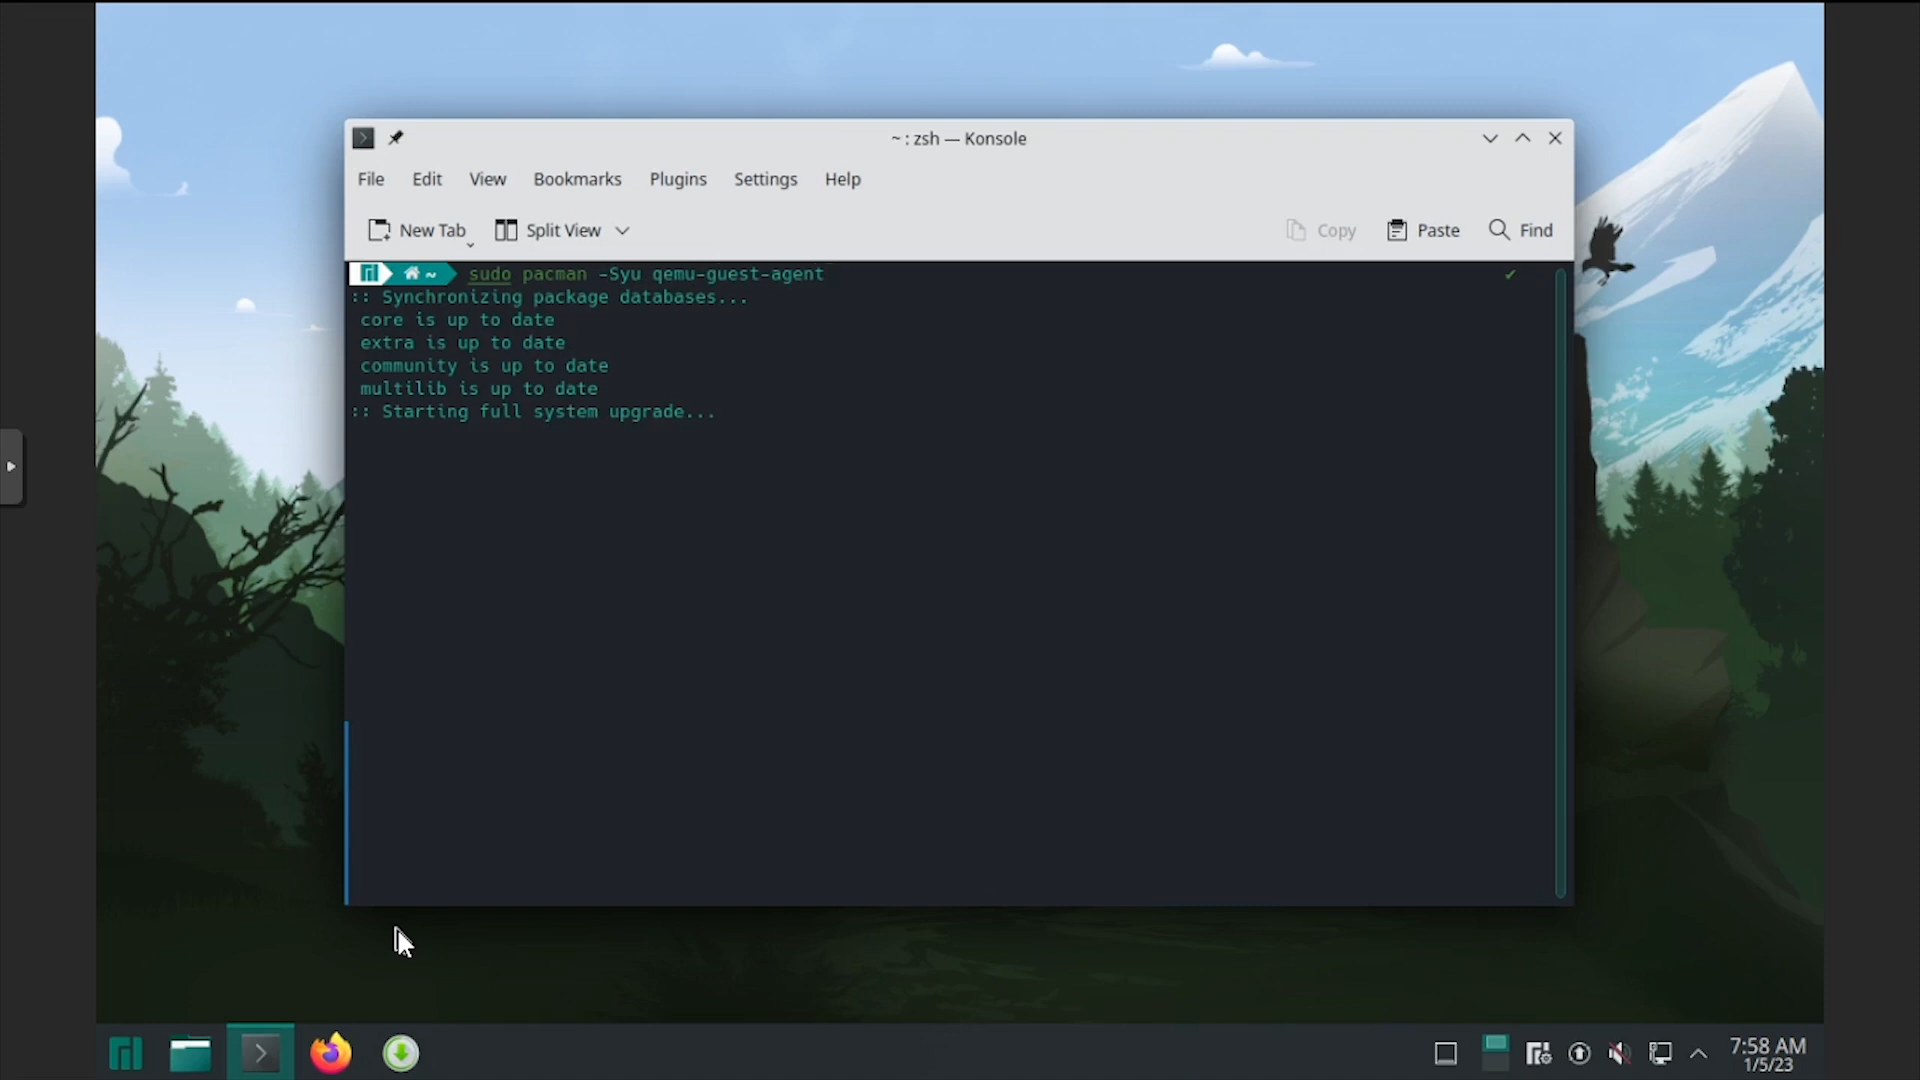 ~ : zsh — Konsole
File Edit View Bookmarks Plugins Settings Help
New Tab Split View Copy Paste Find
~ sudo pacman -Syu qemu-guest-agent
:: Synchronizing package databases...
core is up to date
extra is up to date
community is up to date
multilib is up to date
:: Starting full system upgrade...
7:58 AM
1/5/23